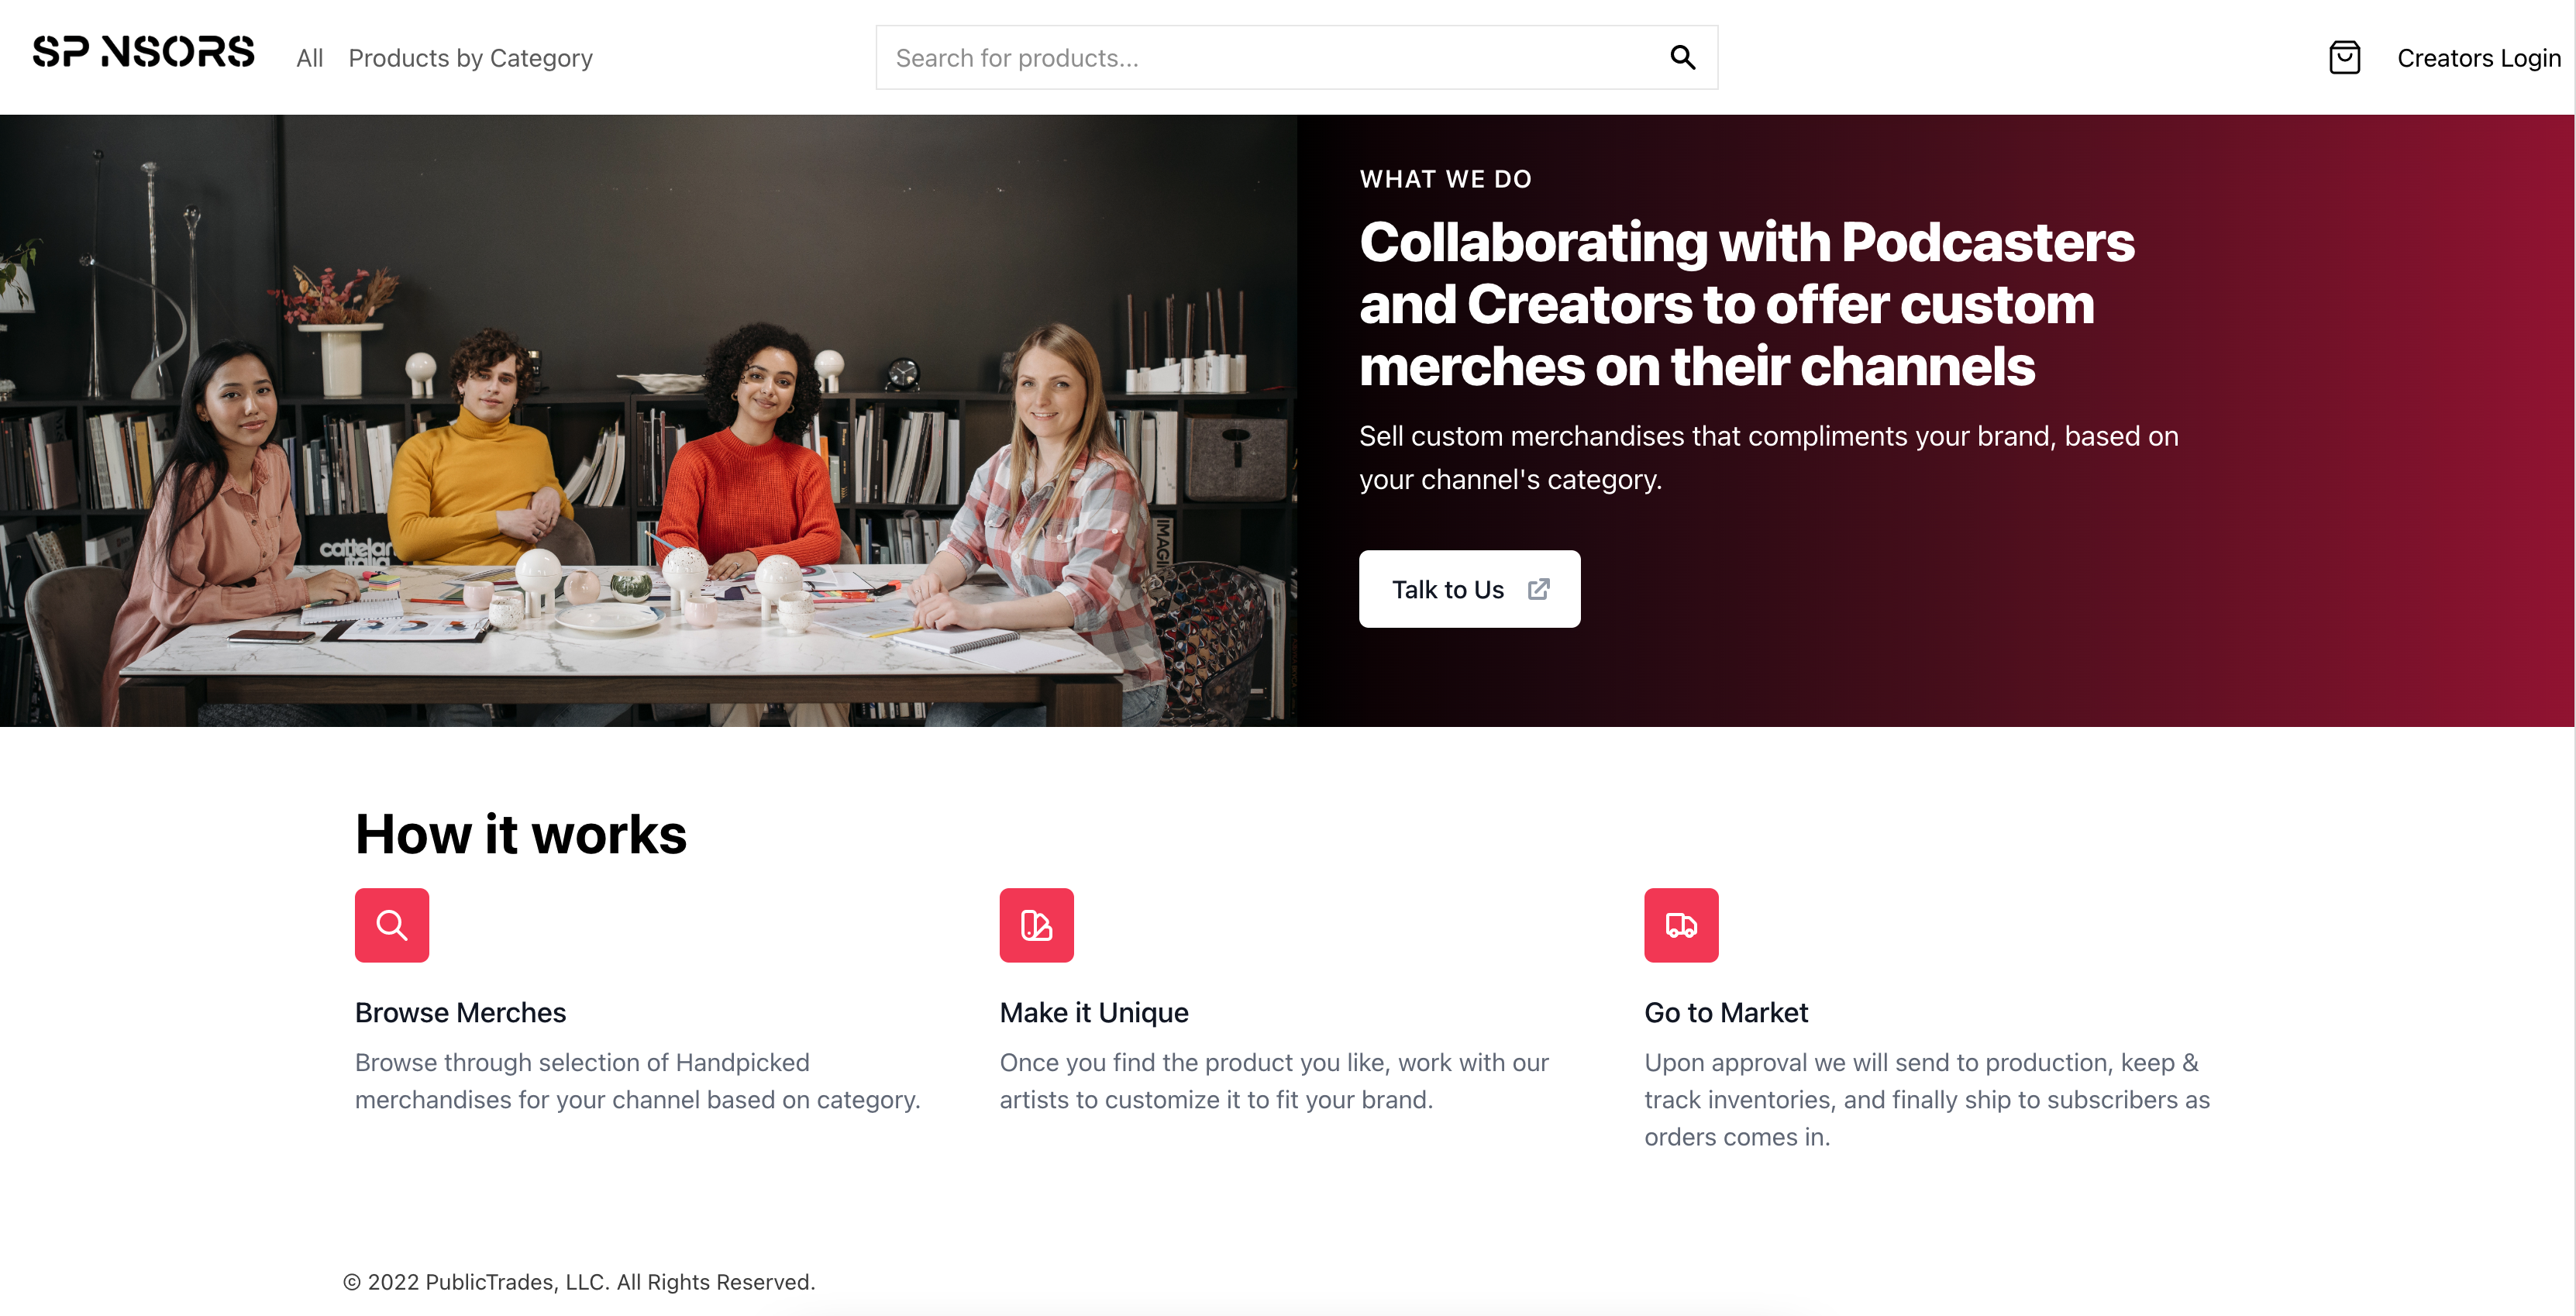 SP NSORS
All
Products by Category
Search for products...
Creators Login
cattelan
italia
IMAGI
WHAT WE DO
Collaborating with Podcasters
and Creators to offer custom
merches on their channels
Sell custom merchandises that compliments your brand, based on
your channel's category.
Talk to Us
How it works
Browse Merches
Browse through selection of Handpicked
merchandises for your channel based on category.
Make it Unique
Once you find the product you like, work with our
artists to customize it to fit your brand.
Go to Market
Upon approval we will send to production, keep &
track inventories, and finally ship to subscribers as
orders comes in.
© 2022 PublicTrades, LLC. All Rights Reserved.